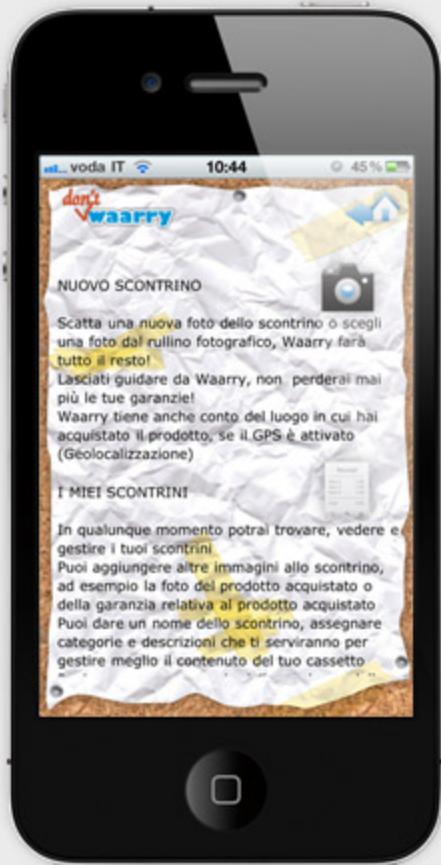 voda IT 10:44 45%
don't
waarry
NUOVO SCONTRINO
Scatta una nuova foto dello scontrino o scegli
una foto dal rullino fotografico, Waarry farà
tutto il resto!
Lasciati guidare da Waarry, non perderai mai
più le tue garanzie!
Waarry tiene anche conto del luogo in cui hai
acquistato il prodotto, se il GPS è attivato
(Geolocalizzazione)
I MIEI SCONTRINI
In qualunque momento potrai trovare, vedere e
gestire i tuoi scontrini
Puoi aggiungere altre immagini allo scontrino,
ad esempio la foto del prodotto acquistato o
della garanzia relativa al prodotto acquistato
Puoi dare un nome dello scontrino, assegnare
categorie e descrizioni che ti serviranno per
gestire meglio il contenuto del tuo cassetto